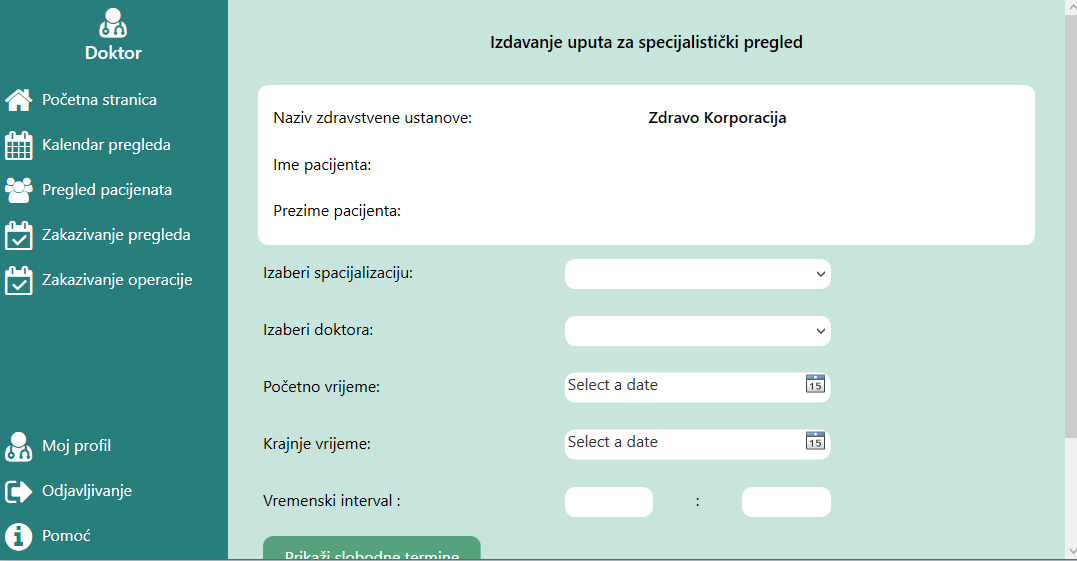 Doktor
Početna stranica
Kalendar pregleda
Pregled pacijenata
Zakazivanje pregleda
Zakazivanje operacije
Moj profil
Odjavljivanje
Pomoć
Izdavanje uputa za specijalistički pregled
Naziv zdravstvene ustanove: Zdravo Korporacija
Ime pacijenta:
Prezime pacijenta:
Izaberi spacijalizaciju:
Izaberi doktora:
Početno vrijeme: Select a date 15
Krajnje vrijeme: Select a date 15
Vremenski interval : :
Prikaži slobodne termine